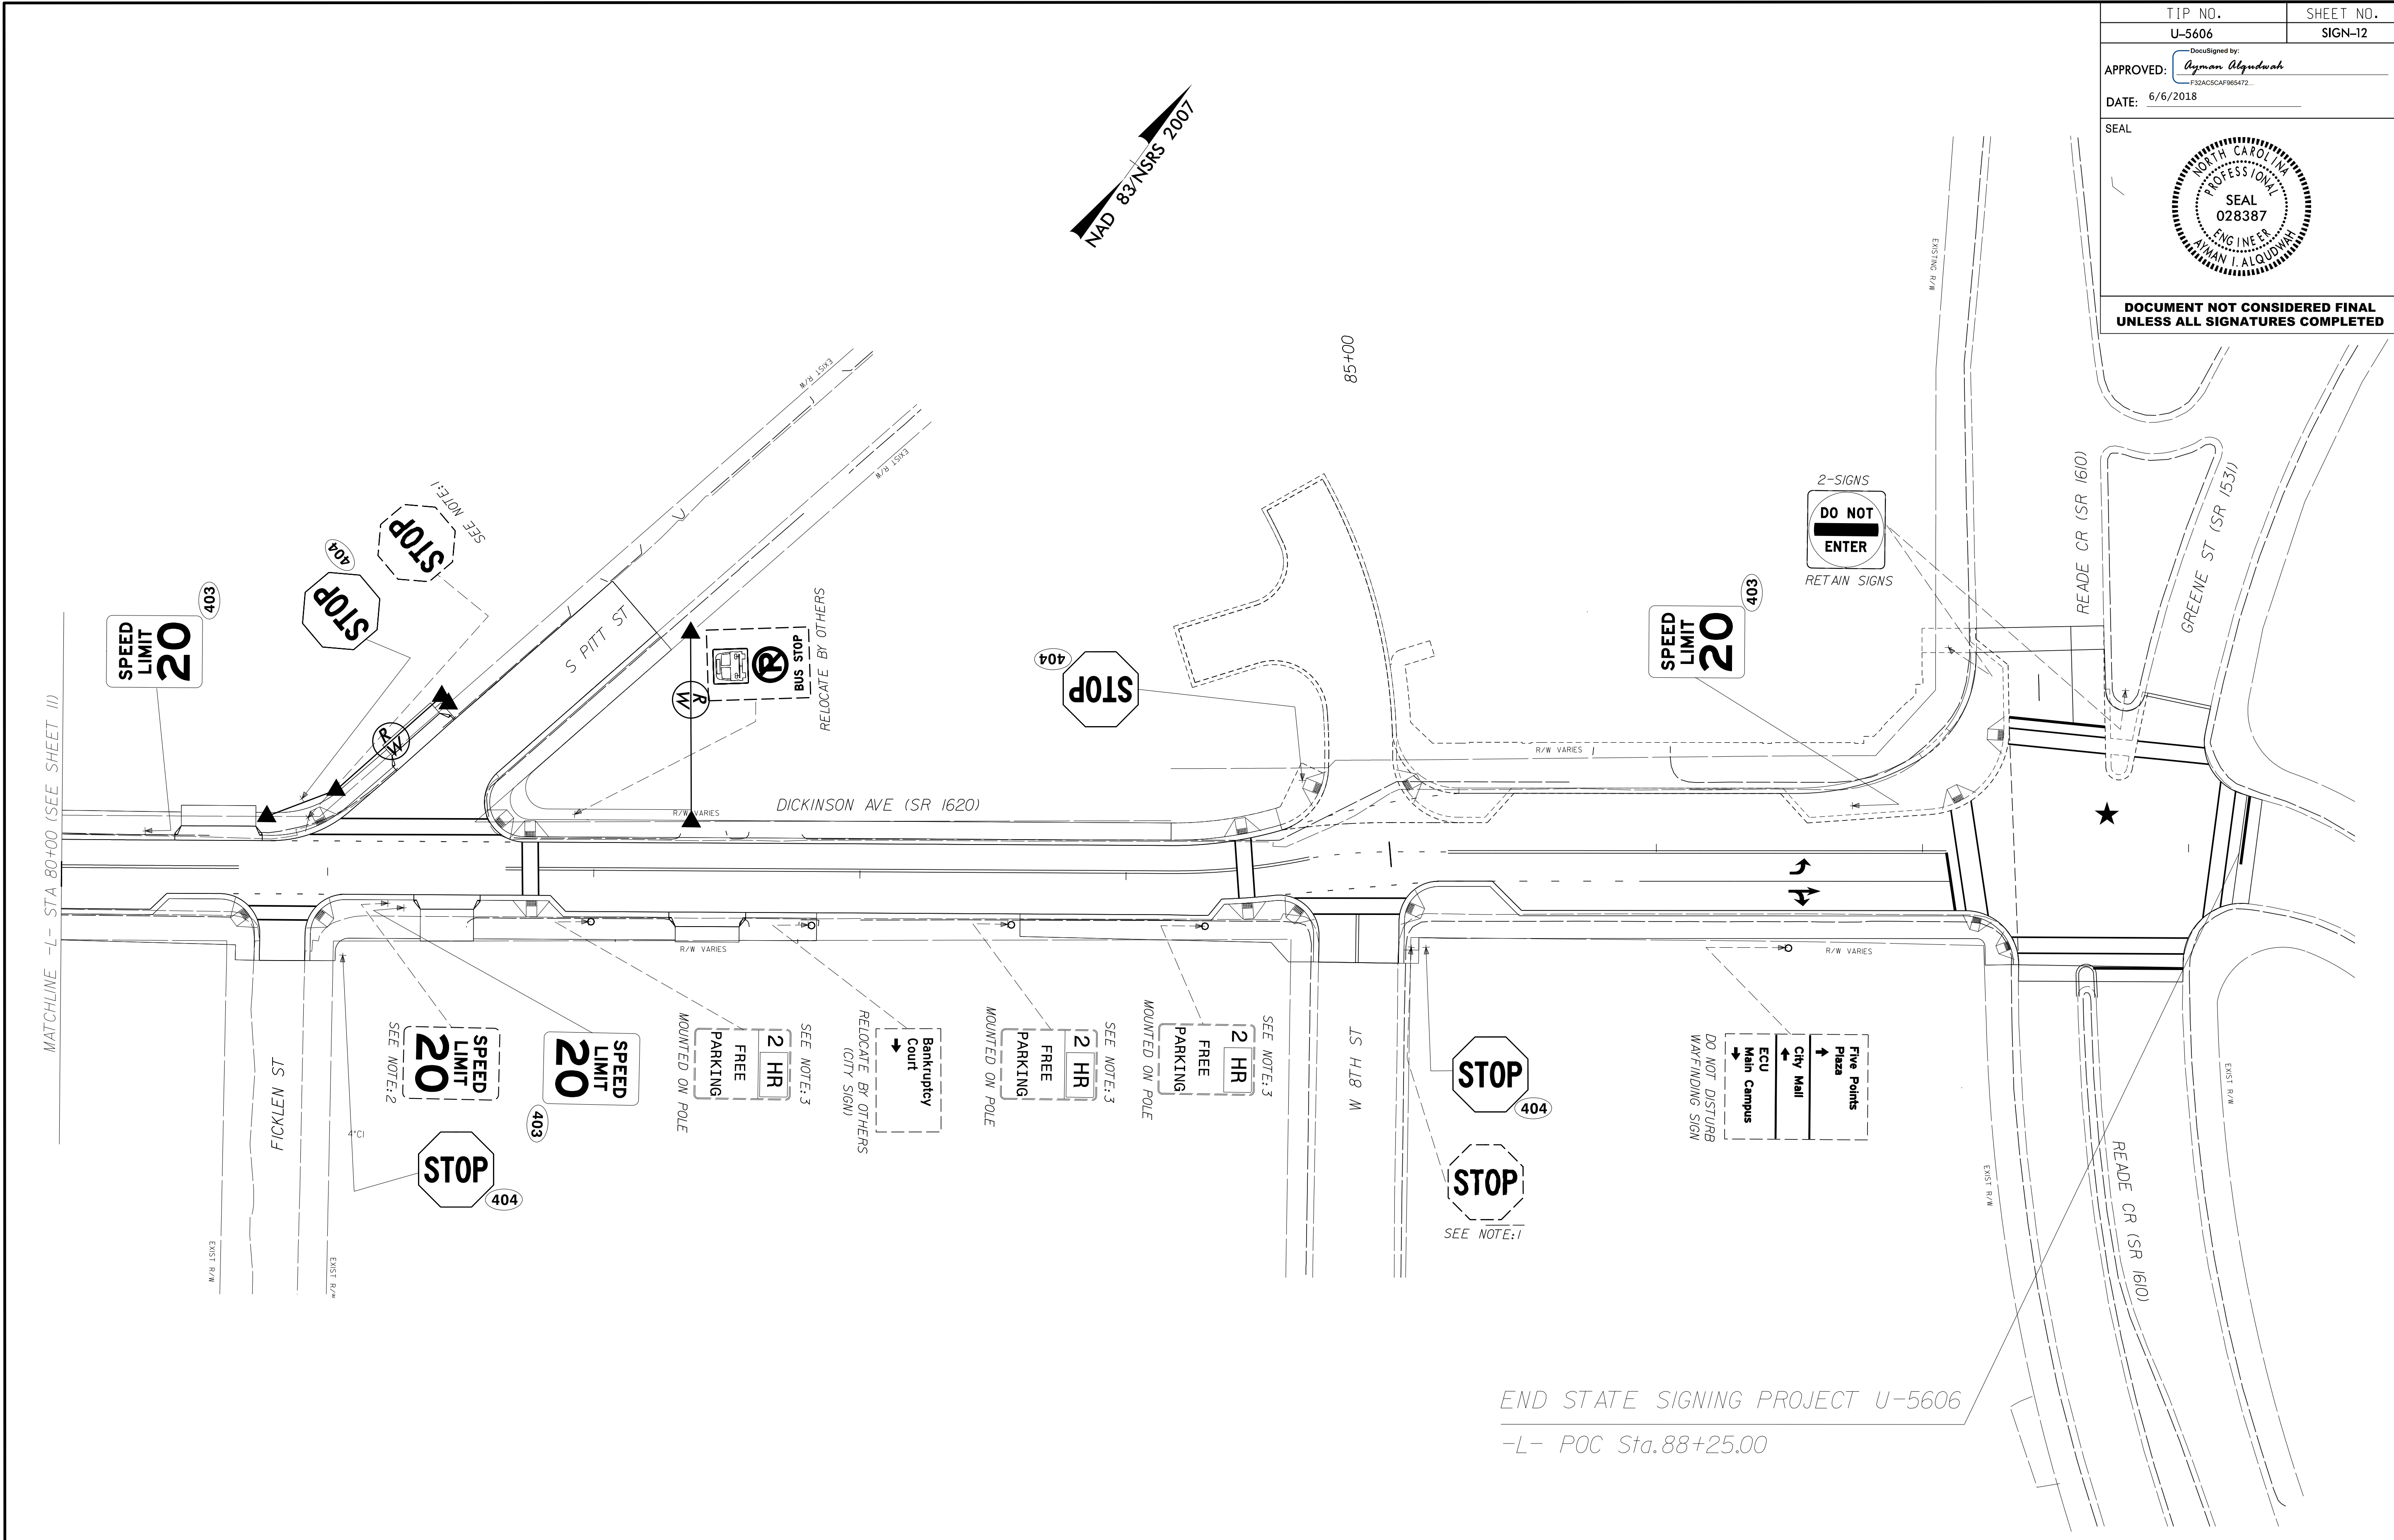 TIP NO.
SHEET NO.
U-5606
SIGN-12
DocuSigned by:
APPROVED: Ayman Alqudwah
F32AC5CAF965472...
DATE: 6/6/2018
SEAL
NORTH CAROLINA
PROFESSIONAL
SEAL
028387
ENGINEER
AYMAN I. ALQUDWAH
DOCUMENT NOT CONSIDERED FINAL
UNLESS ALL SIGNATURES COMPLETED
NAD 83/NSRS 2007
85+00
EXISTING R/W
EXIST R/W
EXIST R/W
READE CR (SR 1610)
GREENE ST (SR 1531)
2-SIGNS
DO NOT
ENTER
RETAIN SIGNS
SEE NOTE:1
STOP
404
STOP
403
SPEED
LIMIT
20
S PITT ST
R/W
R/W
BUS STOP
RELOCATE BY OTHERS
404
STOP
403
SPEED
LIMIT
20
MATCHLINE -L- STA 80+00 (SEE SHEET 11)
DICKINSON AVE (SR 1620)
R/W VARIES
R/W VARIES
R/W VARIES
R/W VARIES
FICKLEN ST
4"CI
SEE NOTE:2
SPEED
LIMIT
20
SPEED
LIMIT
20
403
STOP
404
SEE NOTE:3
2 HR
FREE
PARKING
MOUNTED ON POLE
Bankruptcy
Court
RELOCATE BY OTHERS
(CITY SIGN)
SEE NOTE:3
2 HR
FREE
PARKING
MOUNTED ON POLE
SEE NOTE:3
2 HR
FREE
PARKING
MOUNTED ON POLE
W 8TH ST
STOP
404
STOP
SEE NOTE:1
Five Points
Plaza
City Mall
ECU
Main Campus
DO NOT DISTURB
WAYFINDING SIGN
EXIST R/W
EXIST R/W
EXIST R/W
EXIST R/W
READE CR (SR 1610)
END STATE SIGNING PROJECT U-5606
-L- POC Sta.88+25.00